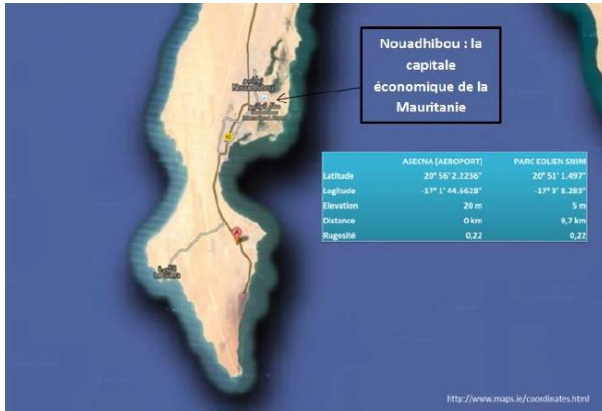 Nouadhibou : la
capitale
économique de la
Mauritanie
Nouadhibou
ASECNA (AEROPORT) PARC EOLIEN SNIM
Latitude 20° 56' 2.2236" 20° 51' 1.497"
Logitude -17° 1' 44.6628" -17° 3' 8.283"
Elevation 20 m 5 m
Distance 0 km 9,7 km
Rugosité 0,22 0,22
A
http://www.maps.ie/coordinates.html